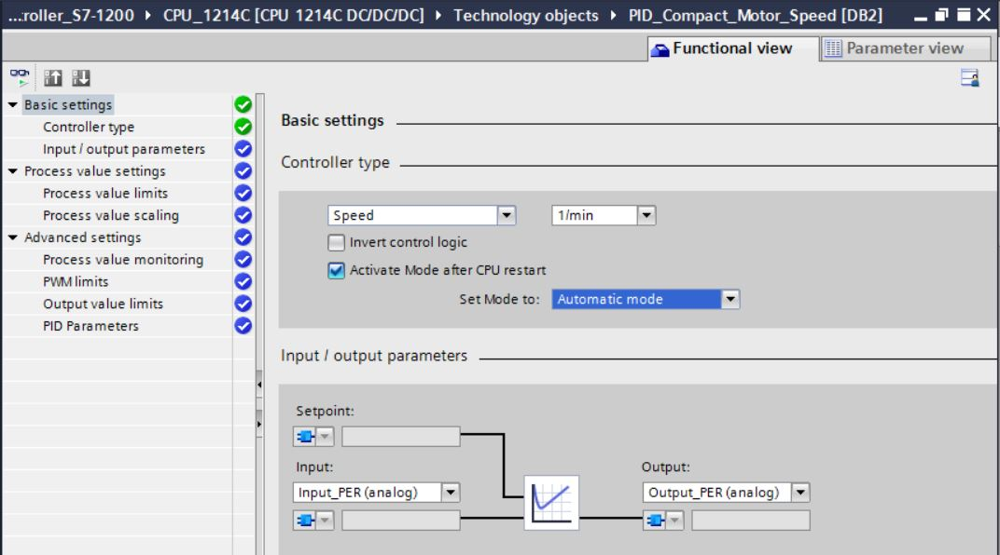 ...roller_S7-1200 ▸ CPU_1214C [CPU 1214C DC/DC/DC] ▸ Technology objects ▸ PID_Compact_Motor_Speed [DB2]
Functional view
Parameter view
Basic settings
Controller type
Input / output parameters
Process value settings
Process value limits
Process value scaling
Advanced settings
Process value monitoring
PWM limits
Output value limits
PID Parameters
Basic settings
Controller type
Speed
1/min
Invert control logic
Activate Mode after CPU restart
Set Mode to: Automatic mode
Input / output parameters
Setpoint:
Input:
Output:
Input_PER (analog)
Output_PER (analog)